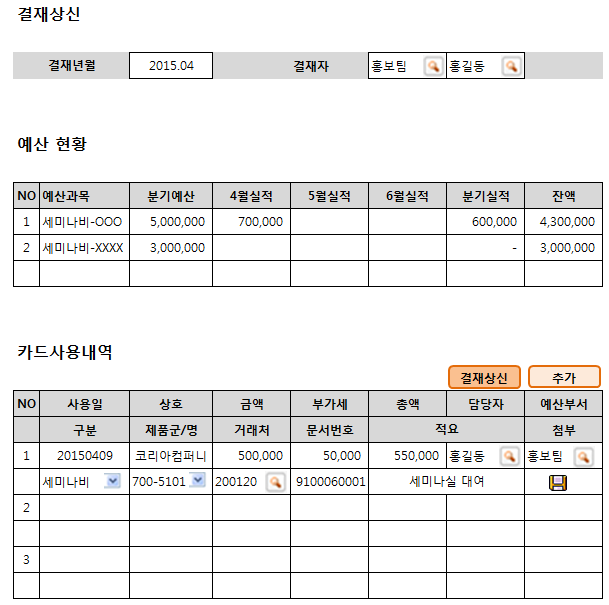 결재상신
결재년월 2015.04 결재자 홍보팀 홍길동
예산 현황
NO 예산과목 분기예산 4월실적 5월실적 6월실적 분기실적 잔액
1 세미나비-OOO 5,000,000 700,000 600,000 4,300,000
2 세미나비-XXXX 3,000,000 - 3,000,000
카드사용내역
결재상신 추가
NO 사용일 상호 금액 부가세 총액 담당자 예산부서
구분 제품군/명 거래처 문서번호 적요 첨부
1 20150409 코리아컴퍼니 500,000 50,000 550,000 홍길동 홍보팀
세미나비 700-5101 200120 9100060001 세미나실 대여
2
3